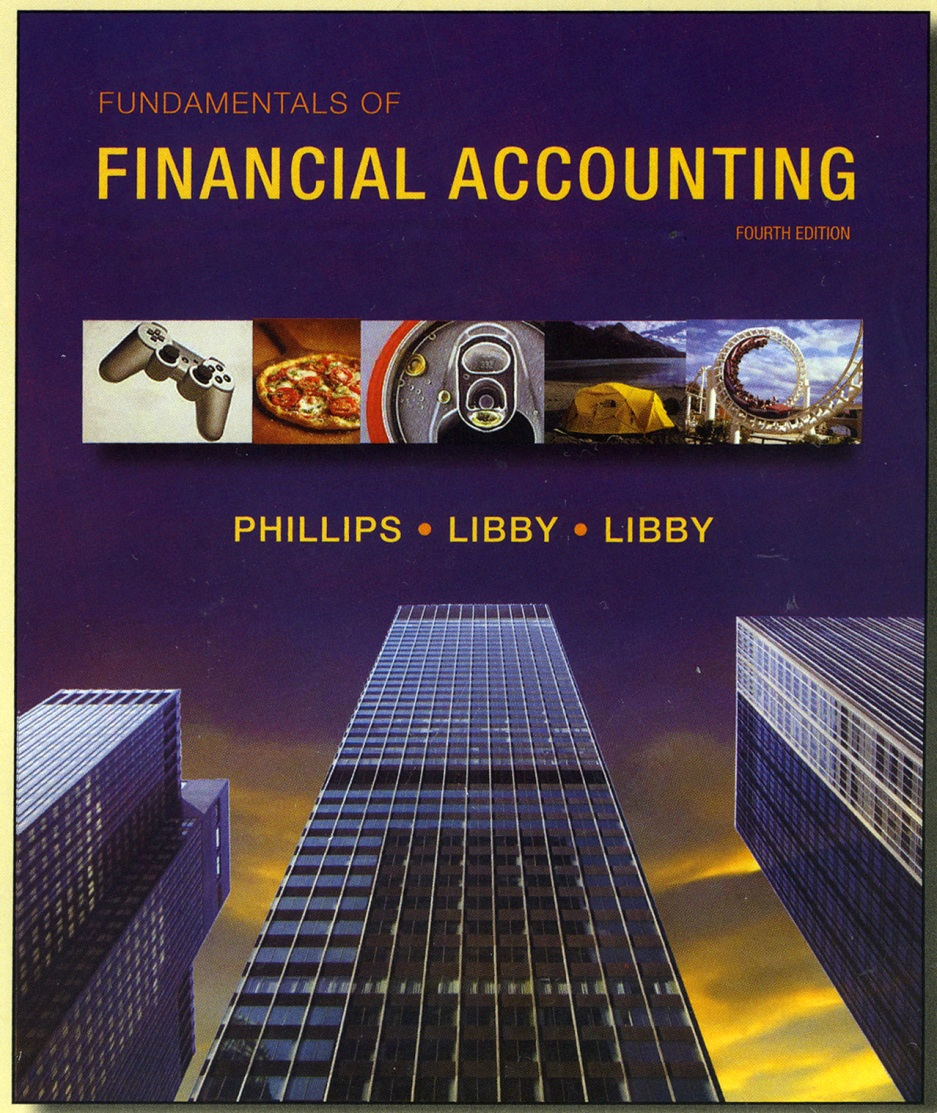 FUNDAMENTALS OF
FINANCIAL ACCOUNTING
FOURTH EDITION
PHILLIPS • LIBBY • LIBBY